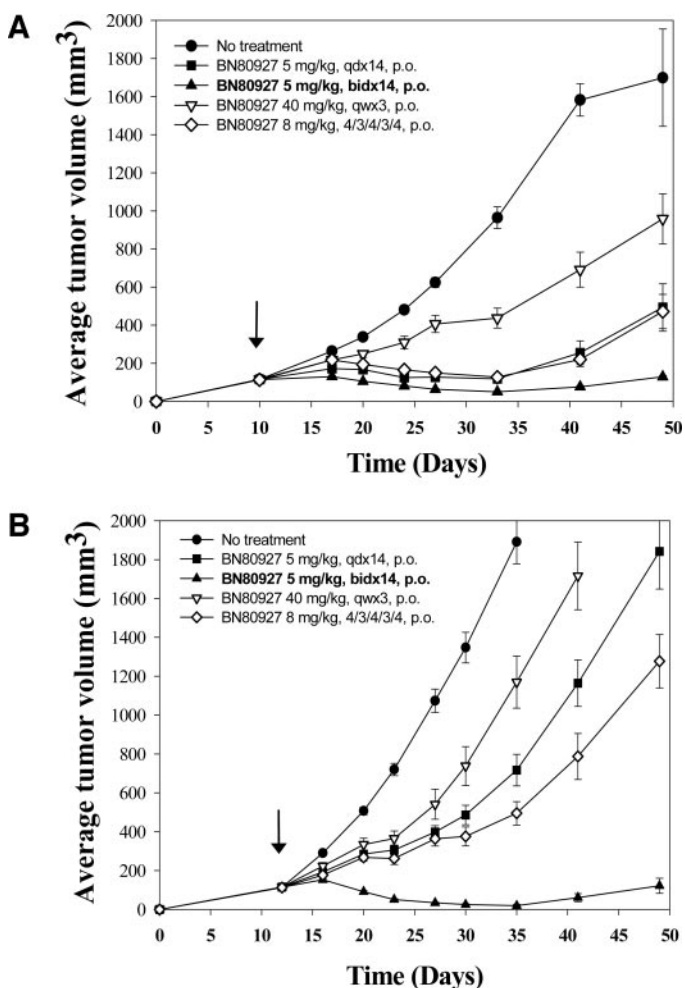 A
Average tumor volume (mm3)
2000
1800
1600
1400
1200
1000
800
600
400
200
0
No treatment
BN80927 5 mg/kg, qdx14, p.o.
BN80927 5 mg/kg, bidx14, p.o.
BN80927 40 mg/kg, qwx3, p.o.
BN80927 8 mg/kg, 4/3/4/3/4, p.o.
0 5 10 15 20 25 30 35 40 45 50
Time (Days)
B
Average tumor volume (mm3)
2000
1800
1600
1400
1200
1000
800
600
400
200
0
No treatment
BN80927 5 mg/kg, qdx14, p.o.
BN80927 5 mg/kg, bidx14, p.o.
BN80927 40 mg/kg, qwx3, p.o.
BN80927 8 mg/kg, 4/3/4/3/4, p.o.
0 5 10 15 20 25 30 35 40 45 50
Time (Days)